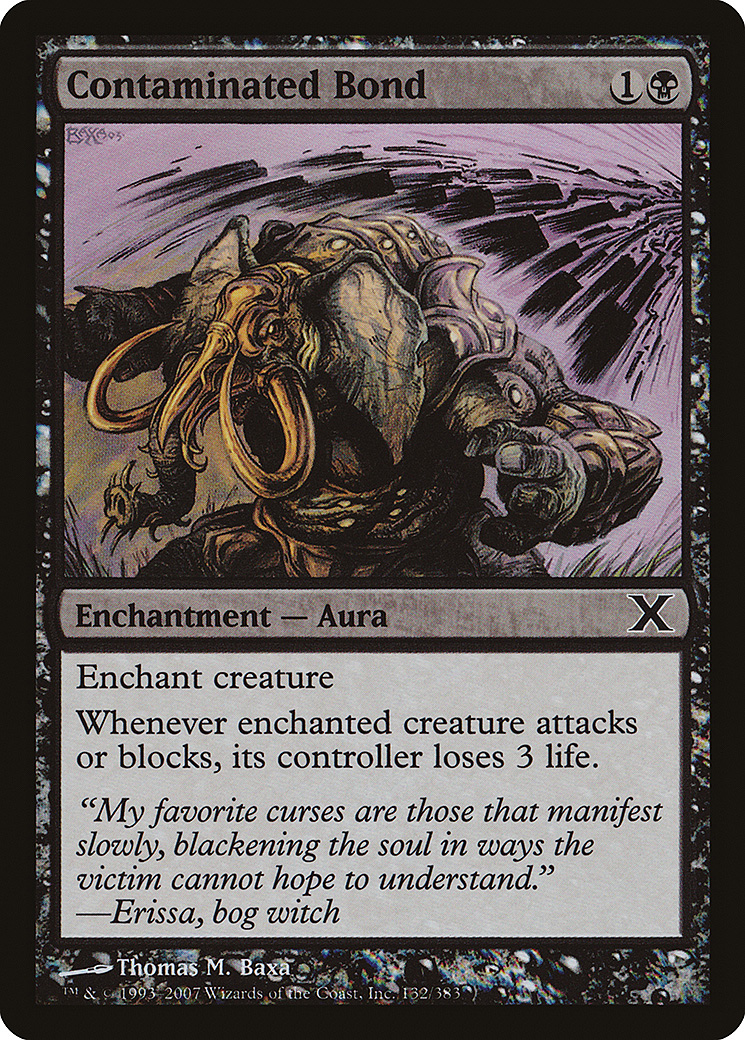 Contaminated Bond 1
BAXA 03
Enchantment — Aura X
Enchant creature
Whenever enchanted creature attacks
or blocks, its controller loses 3 life.
“My favorite curses are those that manifest
slowly, blackening the soul in ways the
victim cannot hope to understand.”
—Erissa, bog witch
Thomas M. Baxa
™ & © 1993–2007 Wizards of the Coast, Inc. 132/383